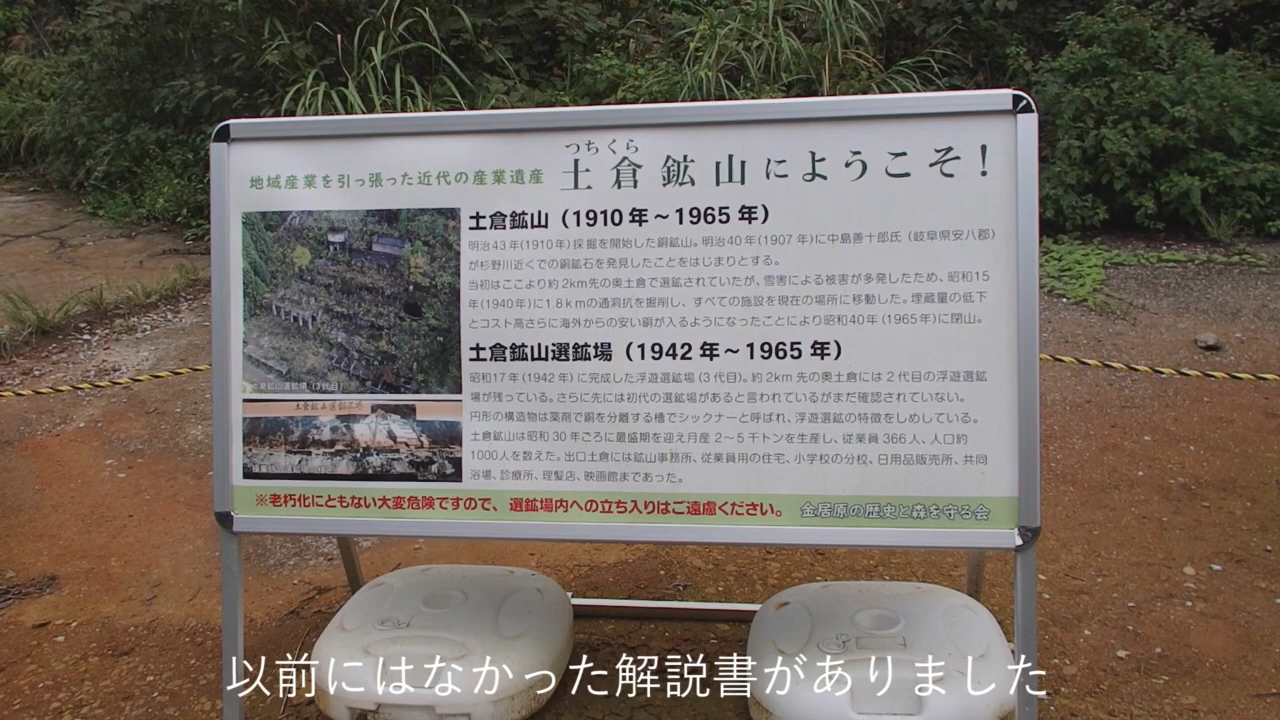 つちくら
地域産業を引っ張った近代の産業遺産 土倉鉱山にようこそ!
土倉鉱山(1910年~1965年)
明治43年(1910年)採掘を開始した銅鉱山。明治40年(1907年)に中島善十郎氏(岐阜県安八郡)
が杉野川近くでの銅鉱石を発見したことをはじまりとする。
当初はここより約2km先の奥土倉で選鉱されていたが、雪害による被害が多発したため、昭和15
年(1940年)に1.8kmの通洞抗を掘削し、すべての施設を現在の場所に移動した。埋蔵量の低下
とコスト高さらに海外からの安い銅が入るようになったことにより昭和40年(1965年)に閉山。
土倉鉱山選鉱場(3代目)
土倉鉱山選鉱場(1942年~1965年)
昭和17年(1942年)に完成した浮遊選鉱場(3代目)。約2km先の奥土倉には2代目の浮遊選鉱
場が残っている。さらに先には初代の選鉱場があると言われているがまだ確認されていない。
円形の構造物は薬剤で銅を分離する槽でシックナーと呼ばれ、浮遊選鉱の特徴をしめしている。
土倉鉱山は昭和30年ごろに最盛期を迎え月産2~5千トンを生産し、従業員366人、人口約
1000人を数えた。出口土倉には鉱山事務所、従業員用の住宅、小学校の分校、日用品販売所、共同
浴場、診療所、理髪店、映画館まであった。
※老朽化にともない大変危険ですので、選鉱場内への立ち入りはご遠慮ください。 金居原の歴史と森を守る会
以前にはなかった解説書がありました